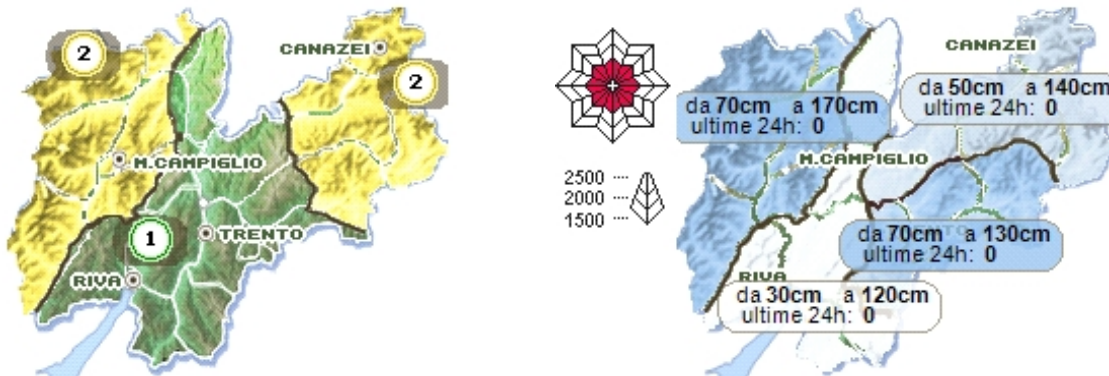 2
CANAZEI
2
M.CAMPIGLIO
1
TRENTO
RIVA
2500
2000
1500
CANAZEI
da 50cm a 140cm
ultime 24h: 0
da 70cm a 170cm
ultime 24h: 0
M.CAMPIGLIO
da 70cm a 130cm
ultime 24h: 0
RIVA
da 30cm a 120cm
ultime 24h: 0